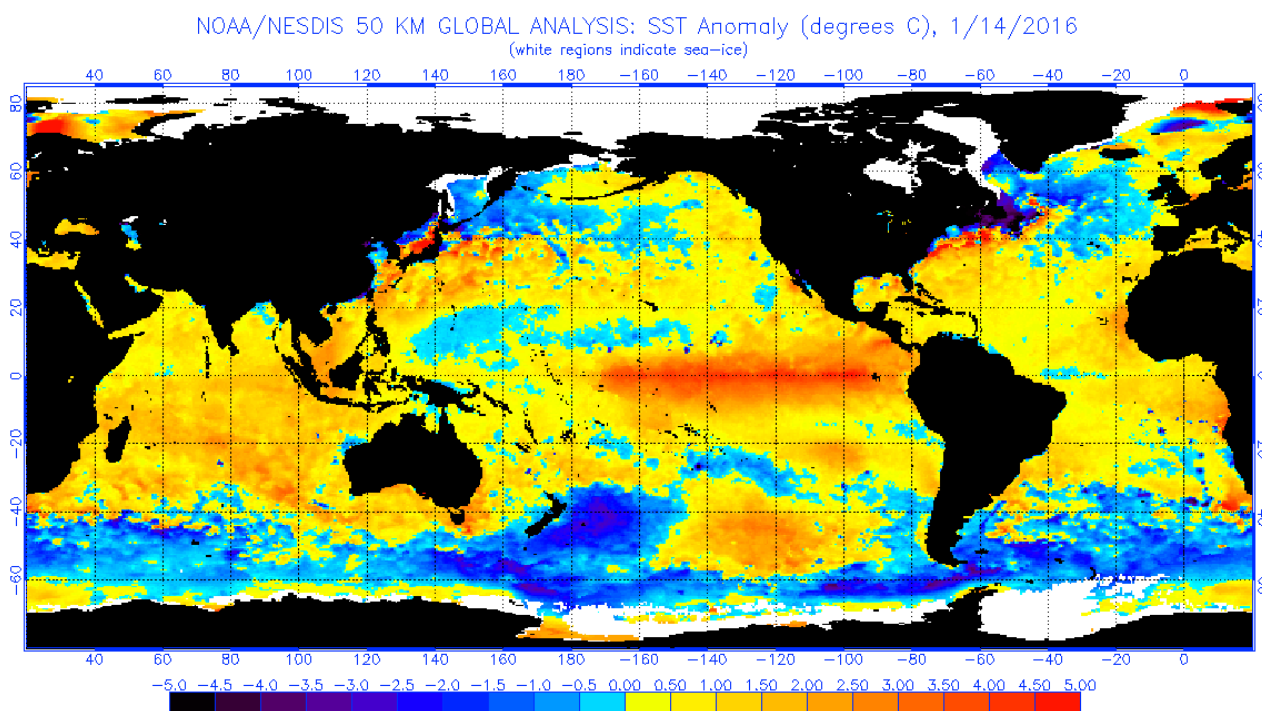 NOAA/NESDIS 50 KM GLOBAL ANALYSIS: SST Anomaly (degrees C), 1/14/2016
(white regions indicate sea-ice)
40 60 80 100 120 140 160 180 -160 -140 -120 -100 -80 -60 -40 -20 0
80
60
40
20
0
-20
-40
-60
40 60 80 100 120 140 160 180 -160 -140 -120 -100 -80 -60 -40 -20 0
-5.0 -4.5 -4.0 -3.5 -3.0 -2.5 -2.0 -1.5 -1.0 -0.5 0.00 0.50 1.00 1.50 2.00 2.50 3.00 3.50 4.00 4.50 5.00